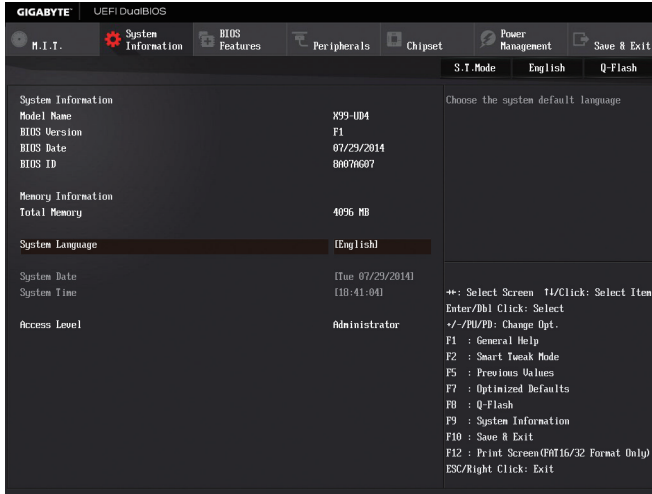 GIGABYTE™ UEFI DualBIOS
M.I.T. System Information BIOS Features Peripherals Chipset Power Management Save & Exit
S.T.Mode English Q-Flash
System Information
Model Name X99-UD4
BIOS Version F1
BIOS Date 07/29/2014
BIOS ID 8A07AG07
Memory Information
Total Memory 4096 MB
System Language [English]
System Date [Tue 07/29/2014]
System Time [18:41:04]
Access Level Administrator
Choose the system default language
→←: Select Screen ↑↓/Click: Select Item
Enter/Dbl Click: Select
+/-/PU/PD: Change Opt.
F1 : General Help
F2 : Smart Tweak Mode
F5 : Previous Values
F7 : Optimized Defaults
F8 : Q-Flash
F9 : System Information
F10 : Save & Exit
F12 : Print Screen(FAT16/32 Format Only)
ESC/Right Click: Exit